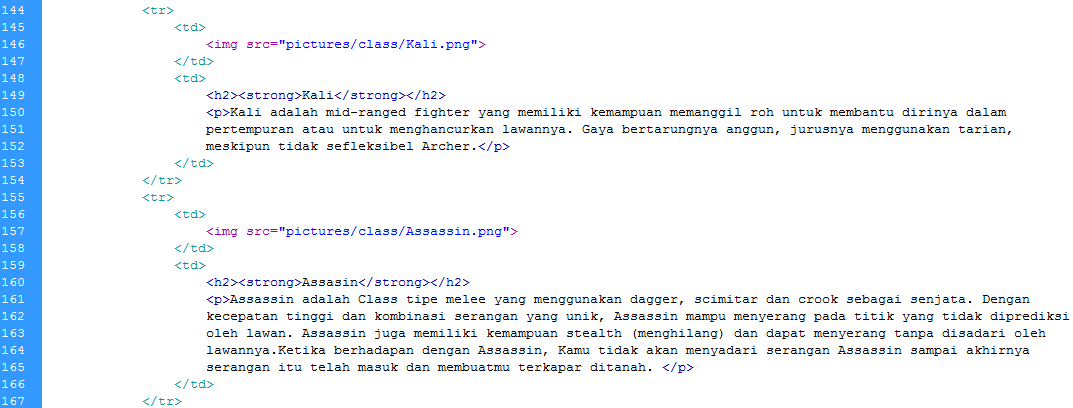 144 <tr>
145 <td>
146 <img src="pictures/class/Kali.png">
147 </td>
148 <td>
149 <h2><strong>Kali</strong></h2>
150 <p>Kali adalah mid-ranged fighter yang memiliki kemampuan memanggil roh untuk membantu dirinya dalam
151 pertempuran atau untuk menghancurkan lawannya. Gaya bertarungnya anggun, jurusnya menggunakan tarian,
152 meskipun tidak sefleksibel Archer.</p>
153 </td>
154 </tr>
155 <tr>
156 <td>
157 <img src="pictures/class/Assassin.png">
158 </td>
159 <td>
160 <h2><strong>Assasin</strong></h2>
161 <p>Assassin adalah Class tipe melee yang menggunakan dagger, scimitar dan crook sebagai senjata. Dengan
162 kecepatan tinggi dan kombinasi serangan yang unik, Assassin mampu menyerang pada titik yang tidak diprediksi
163 oleh lawan. Assassin juga memiliki kemampuan stealth (menghilang) dan dapat menyerang tanpa disadari oleh
164 lawannya.Ketika berhadapan dengan Assassin, Kamu tidak akan menyadari serangan Assassin sampai akhirnya
165 serangan itu telah masuk dan membuatmu terkapar ditanah. </p>
166 </td>
167 </tr>